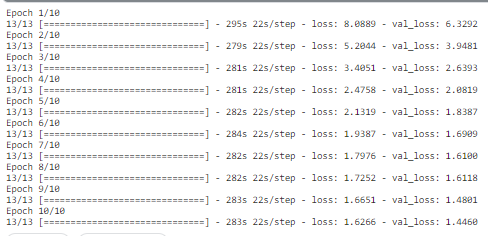 Epoch 1/10
13/13 [==============================] - 295s 22s/step - loss: 8.0889 - val_loss: 6.3292
Epoch 2/10
13/13 [==============================] - 279s 22s/step - loss: 5.2044 - val_loss: 3.9481
Epoch 3/10
13/13 [==============================] - 281s 22s/step - loss: 3.4051 - val_loss: 2.6393
Epoch 4/10
13/13 [==============================] - 281s 22s/step - loss: 2.4758 - val_loss: 2.0819
Epoch 5/10
13/13 [==============================] - 282s 22s/step - loss: 2.1319 - val_loss: 1.8387
Epoch 6/10
13/13 [==============================] - 284s 22s/step - loss: 1.9387 - val_loss: 1.6909
Epoch 7/10
13/13 [==============================] - 282s 22s/step - loss: 1.7976 - val_loss: 1.6100
Epoch 8/10
13/13 [==============================] - 282s 22s/step - loss: 1.7252 - val_loss: 1.6118
Epoch 9/10
13/13 [==============================] - 283s 22s/step - loss: 1.6651 - val_loss: 1.4801
Epoch 10/10
13/13 [==============================] - 283s 22s/step - loss: 1.6266 - val_loss: 1.4460